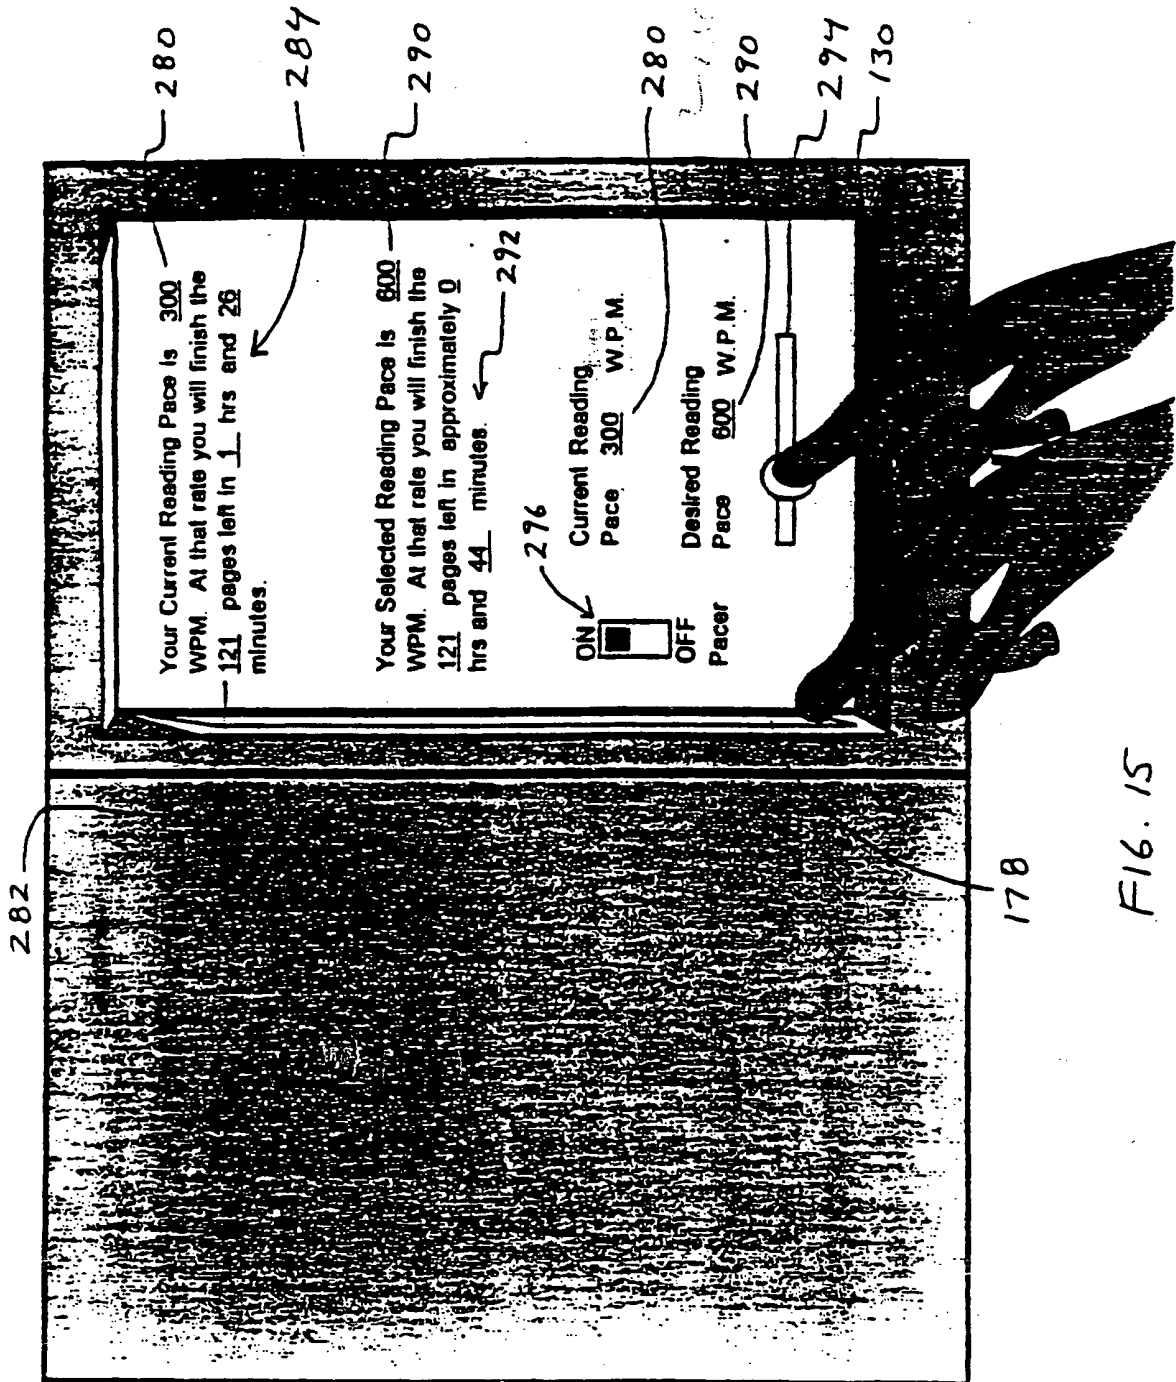 282
Your Current Reading Pace is 300
WPM. At that rate you will finish the
121 pages left in 1 hrs and 26
minutes.
280
284
Your Selected Reading Pace is 600
WPM. At that rate you will finish the
121 pages left in approximately 0
hrs and 44 minutes.
290
292
296
ON
OFF
Pacer
Current Reading
Pace 300 W.P.M.
280
Desired Reading
Pace 600 W.P.M.
290
294
130
178
FIG. 15